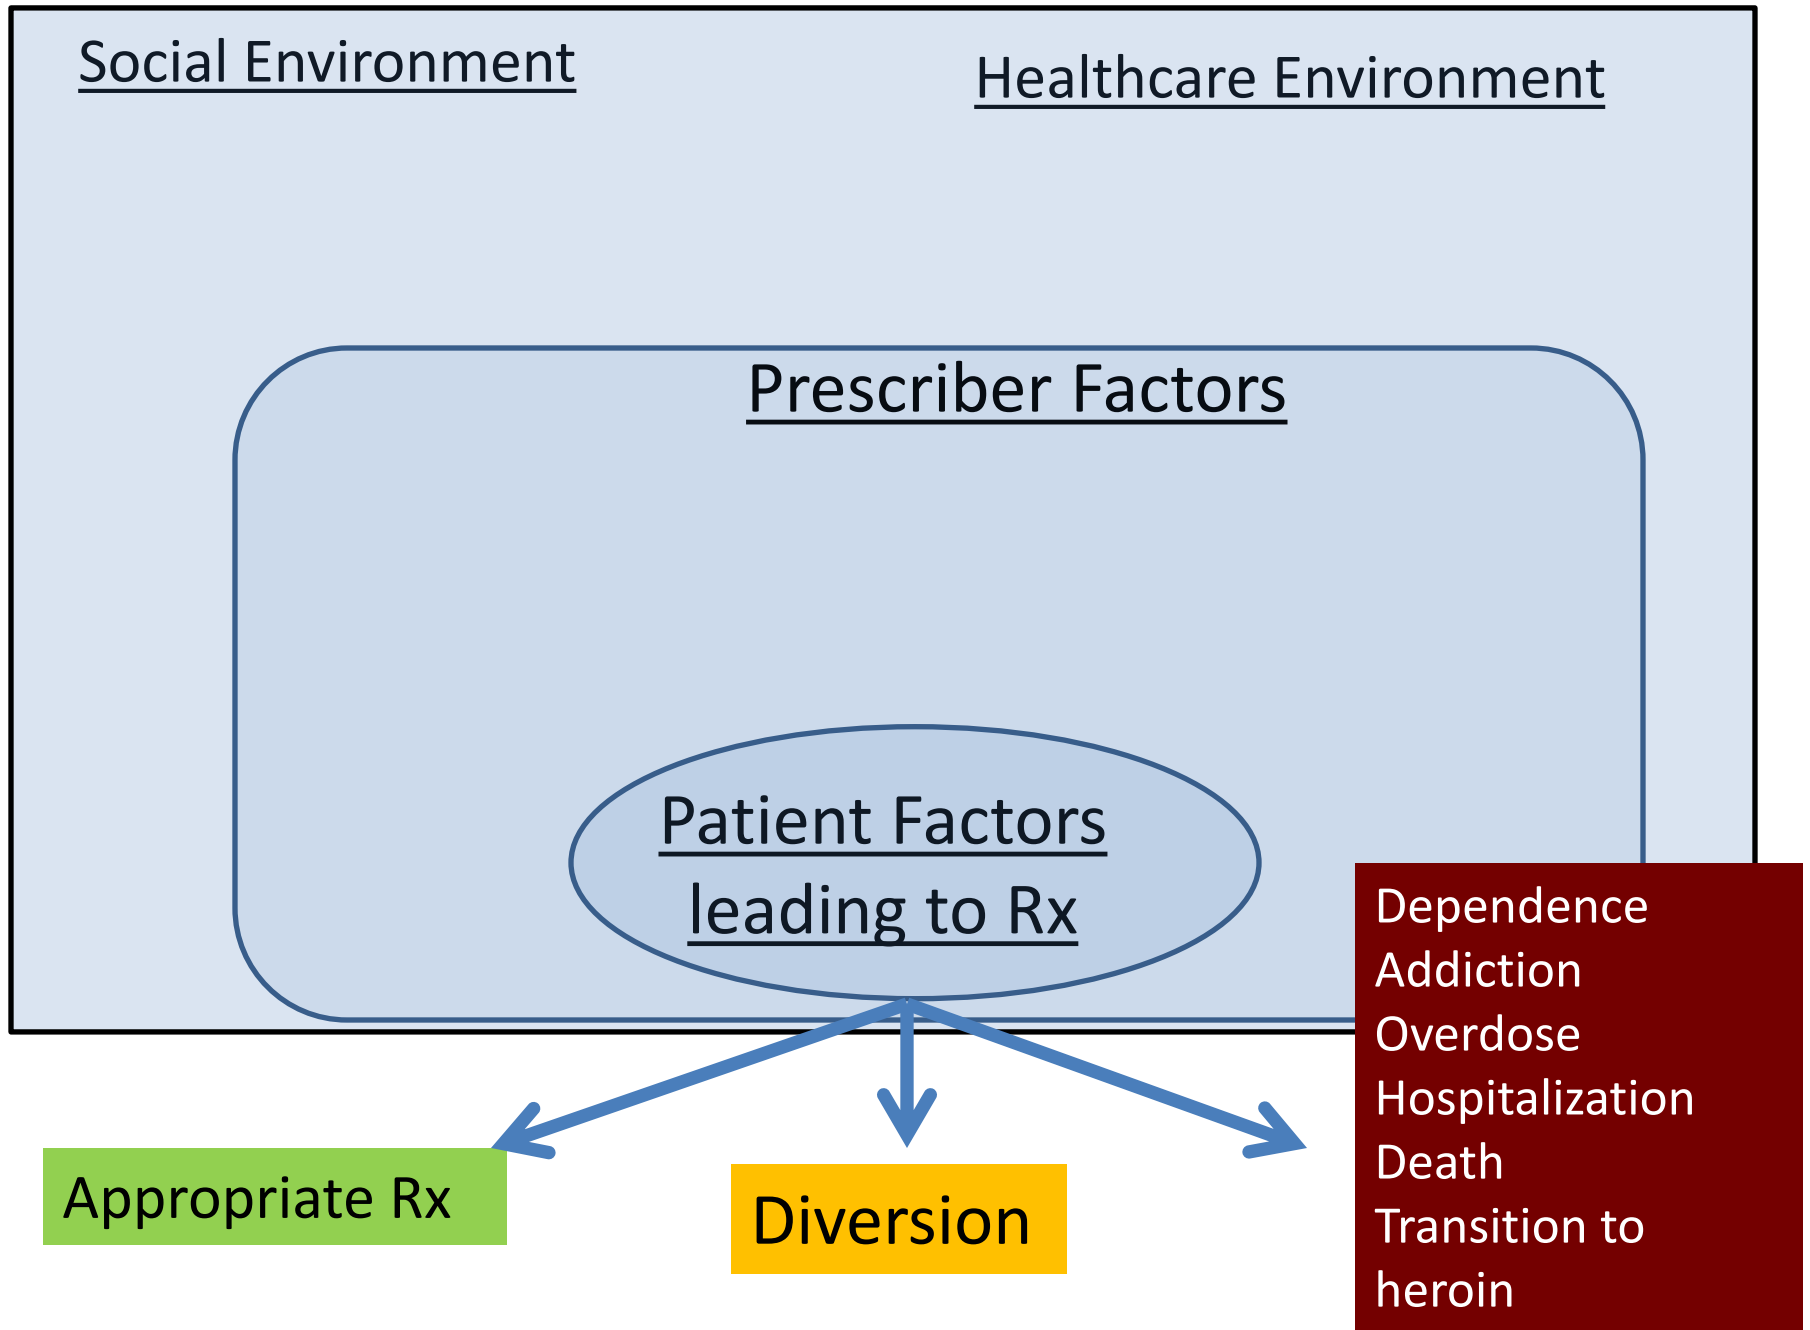 Social Environment
Healthcare Environment
Prescriber Factors
Patient Factors
leading to Rx
Appropriate Rx
Diversion
Dependence
Addiction
Overdose
Hospitalization
Death
Transition to
heroin